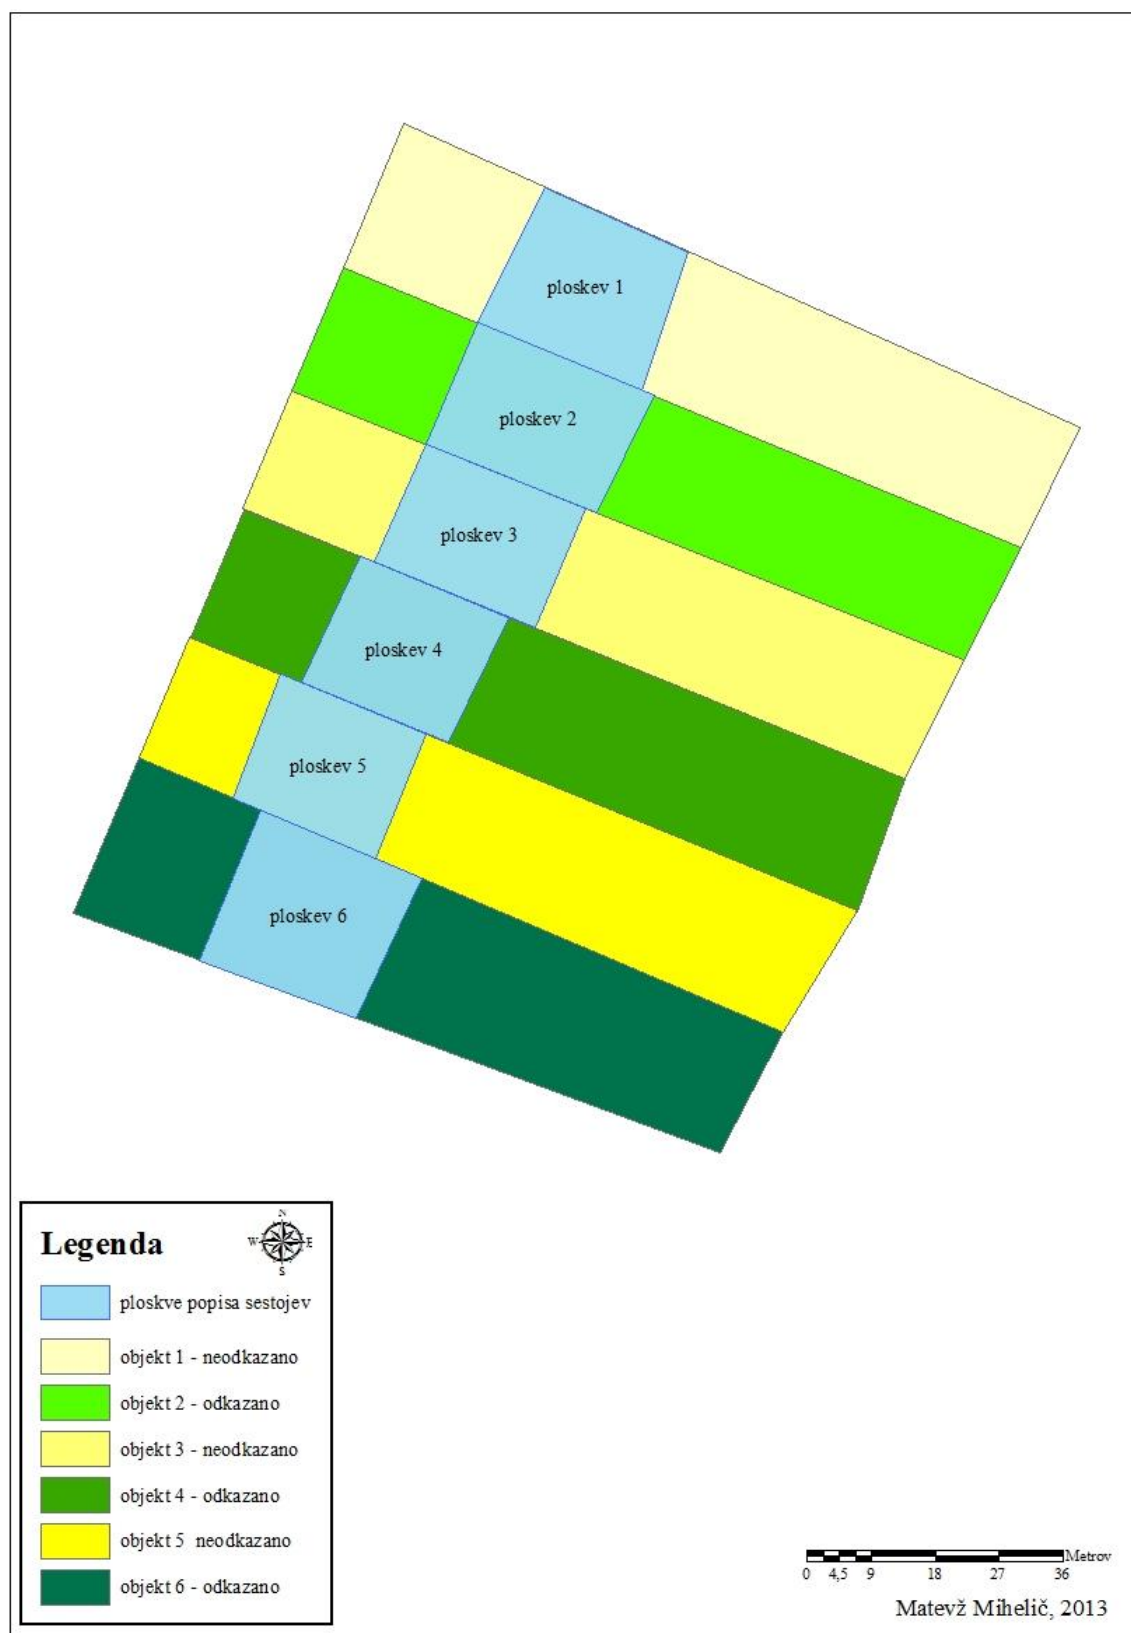 ploskev 1
ploskev 2
ploskev 3
ploskev 4
ploskev 5
ploskev 6
Legenda
N
W E
S
ploskve popisa sestojev
objekt 1 - neodkazano
objekt 2 - odkazano
objekt 3 - neodkazano
objekt 4 - odkazano
objekt 5 neodkazano
objekt 6 - odkazano
Metrov
0 4,5 9 18 27 36
Matevž Mihelič, 2013